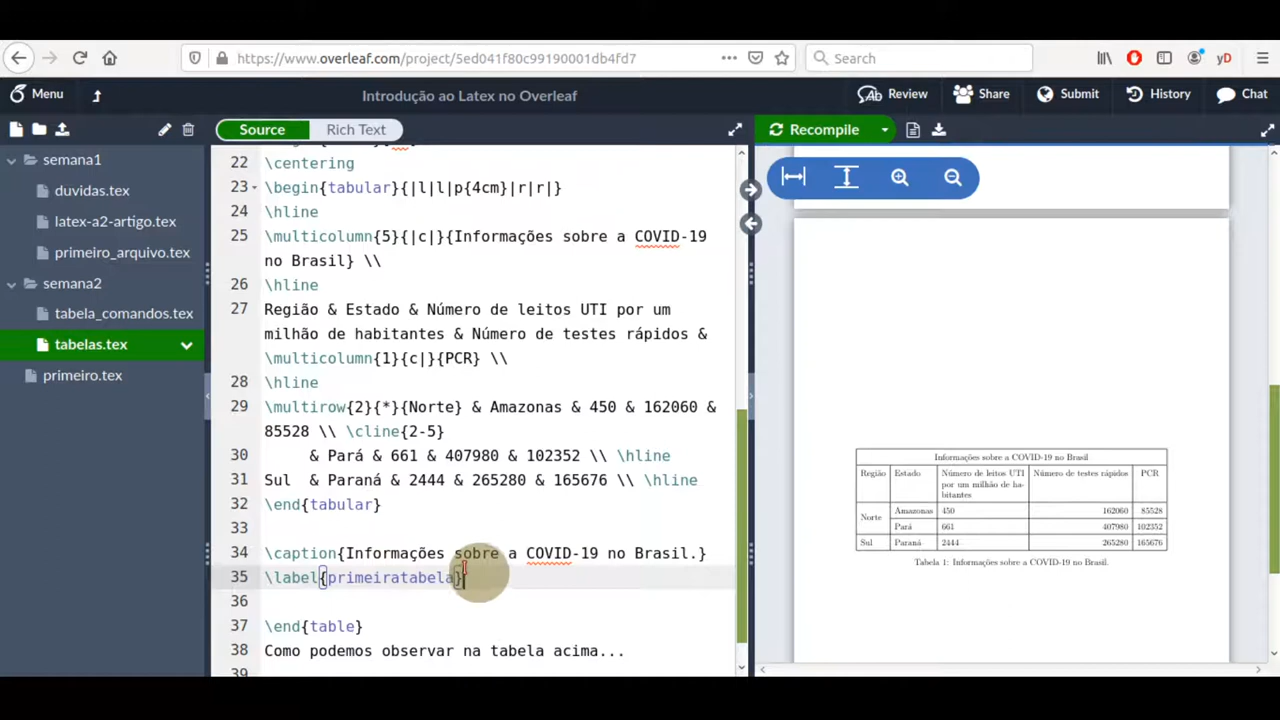 https://www.overleaf.com/project/5ed041f80c99190001db4fd7
Search
yD
Menu
Introdução ao Latex no Overleaf
Review
Share
Submit
History
Chat
Source
Rich Text
Recompile
semana1
duvidas.tex
latex-a2-artigo.tex
primeiro_arquivo.tex
semana2
tabela_comandos.tex
tabelas.tex
primeiro.tex
22 \centering
23 \begin{tabular}{|l|l|p{4cm}|r|r|}
24 \hline
25 \multicolumn{5}{|c|}{Informações sobre a COVID-19
no Brasil} \\
26 \hline
27 Região & Estado & Número de leitos UTI por um
milhão de habitantes & Número de testes rápidos &
\multicolumn{1}{c|}{PCR} \\
28 \hline
29 \multirow{2}{*}{Norte} & Amazonas & 450 & 162060 &
85528 \\ \cline{2-5}
30 & Pará & 661 & 407980 & 102352 \\ \hline
31 Sul & Paraná & 2444 & 265280 & 165676 \\ \hline
32 \end{tabular}
33
34 \caption{Informações sobre a COVID-19 no Brasil.}
35 \label{primeiratabela}
36
37 \end{table}
38 Como podemos observar na tabela acima...
39
Informações sobre a COVID-19 no Brasil
Região Estado Número de leitos UTI Número de testes rápidos PCR
por um milhão de ha-
bitantes
Norte Amazonas 450 162060 85528
Pará 661 407980 102352
Sul Paraná 2444 265280 165676
Tabela 1: Informações sobre a COVID-19 no Brasil.